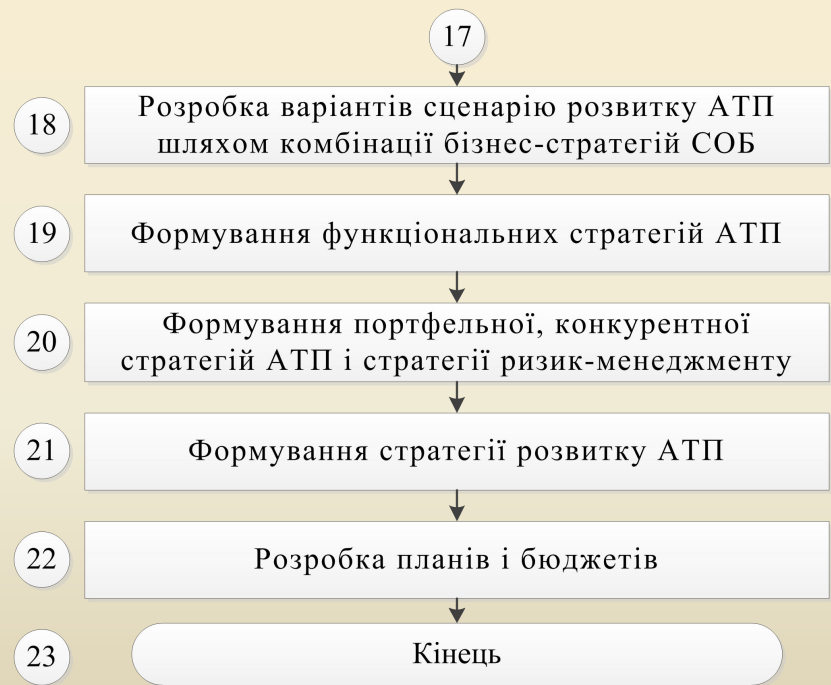 17
18
Розробка варіантів сценарію розвитку АТП
шляхом комбінації бізнес-стратегій СОБ
19
Формування функціональних стратегій АТП
20
Формування портфельної, конкурентної
стратегій АТП і стратегії ризик-менеджменту
21
Формування стратегії розвитку АТП
22
Розробка планів і бюджетів
23
Кінець